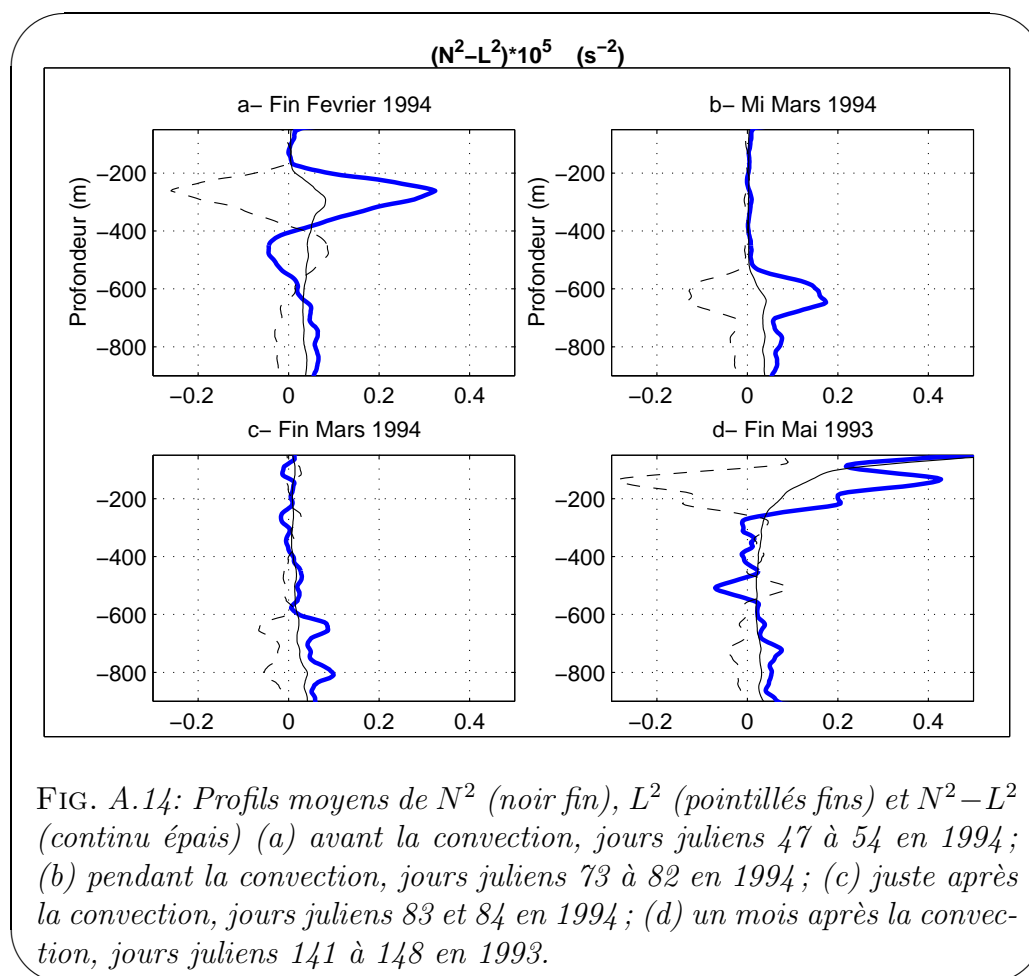 (N²−L²)*10⁵ (s⁻²)
a− Fin Fevrier 1994
b− Mi Mars 1994
Profondeur (m)
Profondeur (m)
−200
−400
−600
−800
−0.2 0 0.2 0.4
−200
−400
−600
−800
−0.2 0 0.2 0.4
c− Fin Mars 1994
d− Fin Mai 1993
−200
−400
−600
−800
−0.2 0 0.2 0.4
−200
−400
−600
−800
−0.2 0 0.2 0.4
FIG. A.14: Profils moyens de N² (noir fin), L² (pointillés fins) et N²−L²
(continu épais) (a) avant la convection, jours juliens 47 à 54 en 1994 ;
(b) pendant la convection, jours juliens 73 à 82 en 1994 ; (c) juste après
la convection, jours juliens 83 et 84 en 1994 ; (d) un mois après la convec-
tion, jours juliens 141 à 148 en 1993.